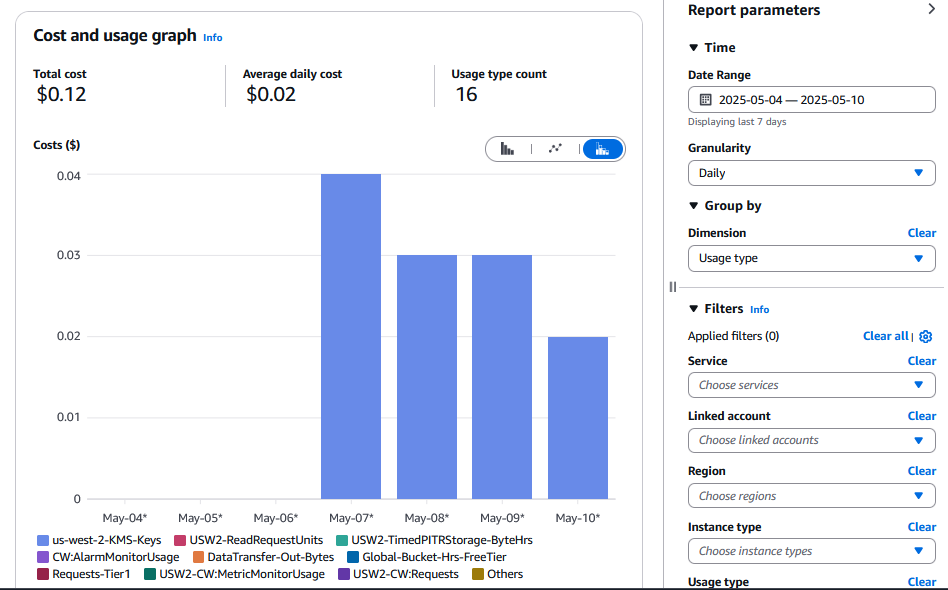 Cost and usage graph Info
Total cost
$0.12
Average daily cost
$0.02
Usage type count
16
Costs ($)
0.04
0.03
0.02
0.01
0
May-04* May-05* May-06* May-07* May-08* May-09* May-10*
us-west-2-KMS-Keys USW2-ReadRequestUnits USW2-TimedPITRStorage-ByteHrs
CW:AlarmMonitorUsage DataTransfer-Out-Bytes Global-Bucket-Hrs-FreeTier
Requests-Tier1 USW2-CW:MetricMonitorUsage USW2-CW:Requests Others
Report parameters
Time
Date Range
2025-05-04 — 2025-05-10
Displaying last 7 days
Granularity
Daily
Group by
Dimension Clear
Usage type
Filters Info
Applied filters (0) Clear all
Service Clear
Choose services
Linked account Clear
Choose linked accounts
Region Clear
Choose regions
Instance type Clear
Choose instance types
Usage type Clear